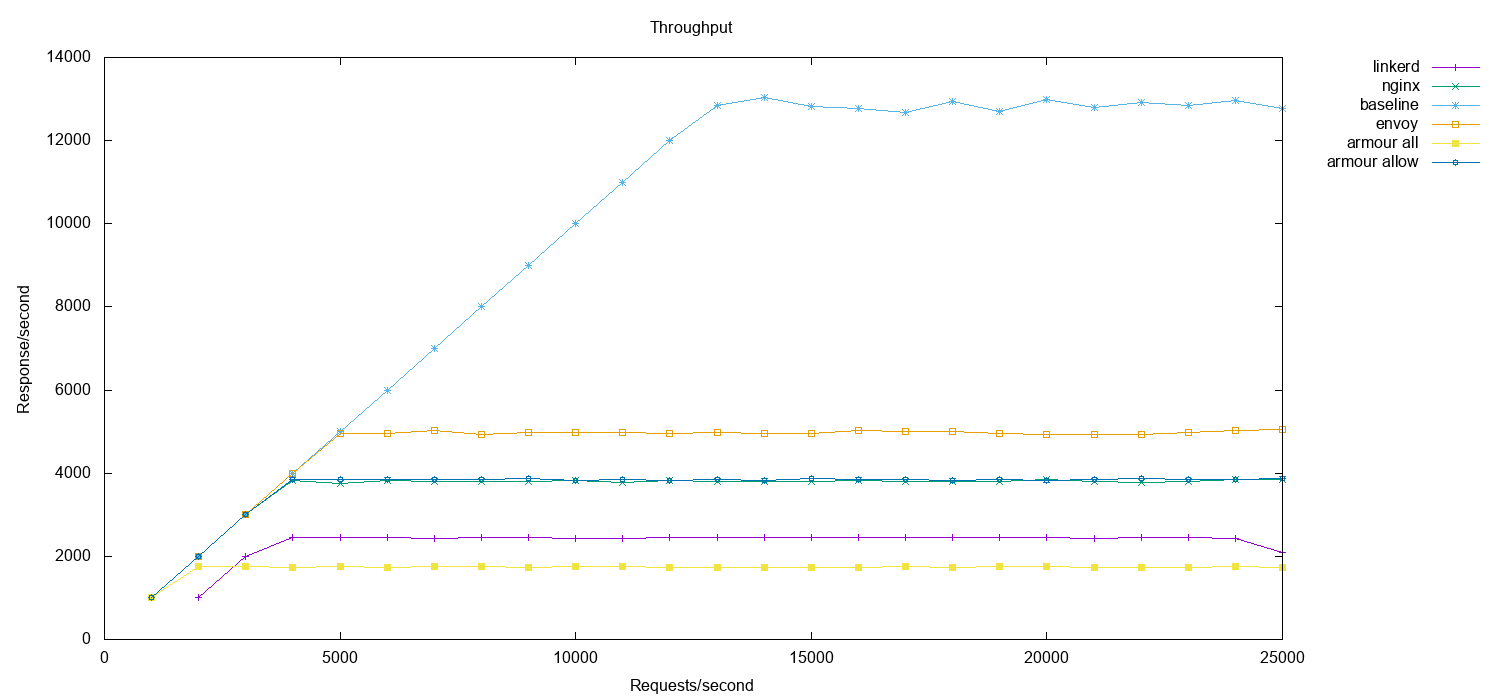 Throughput
14000
12000
10000
8000
6000
4000
2000
0
Response/second
0 5000 10000 15000 20000 25000
Requests/second
linkerd
nginx
baseline
envoy
armour all
armour allow